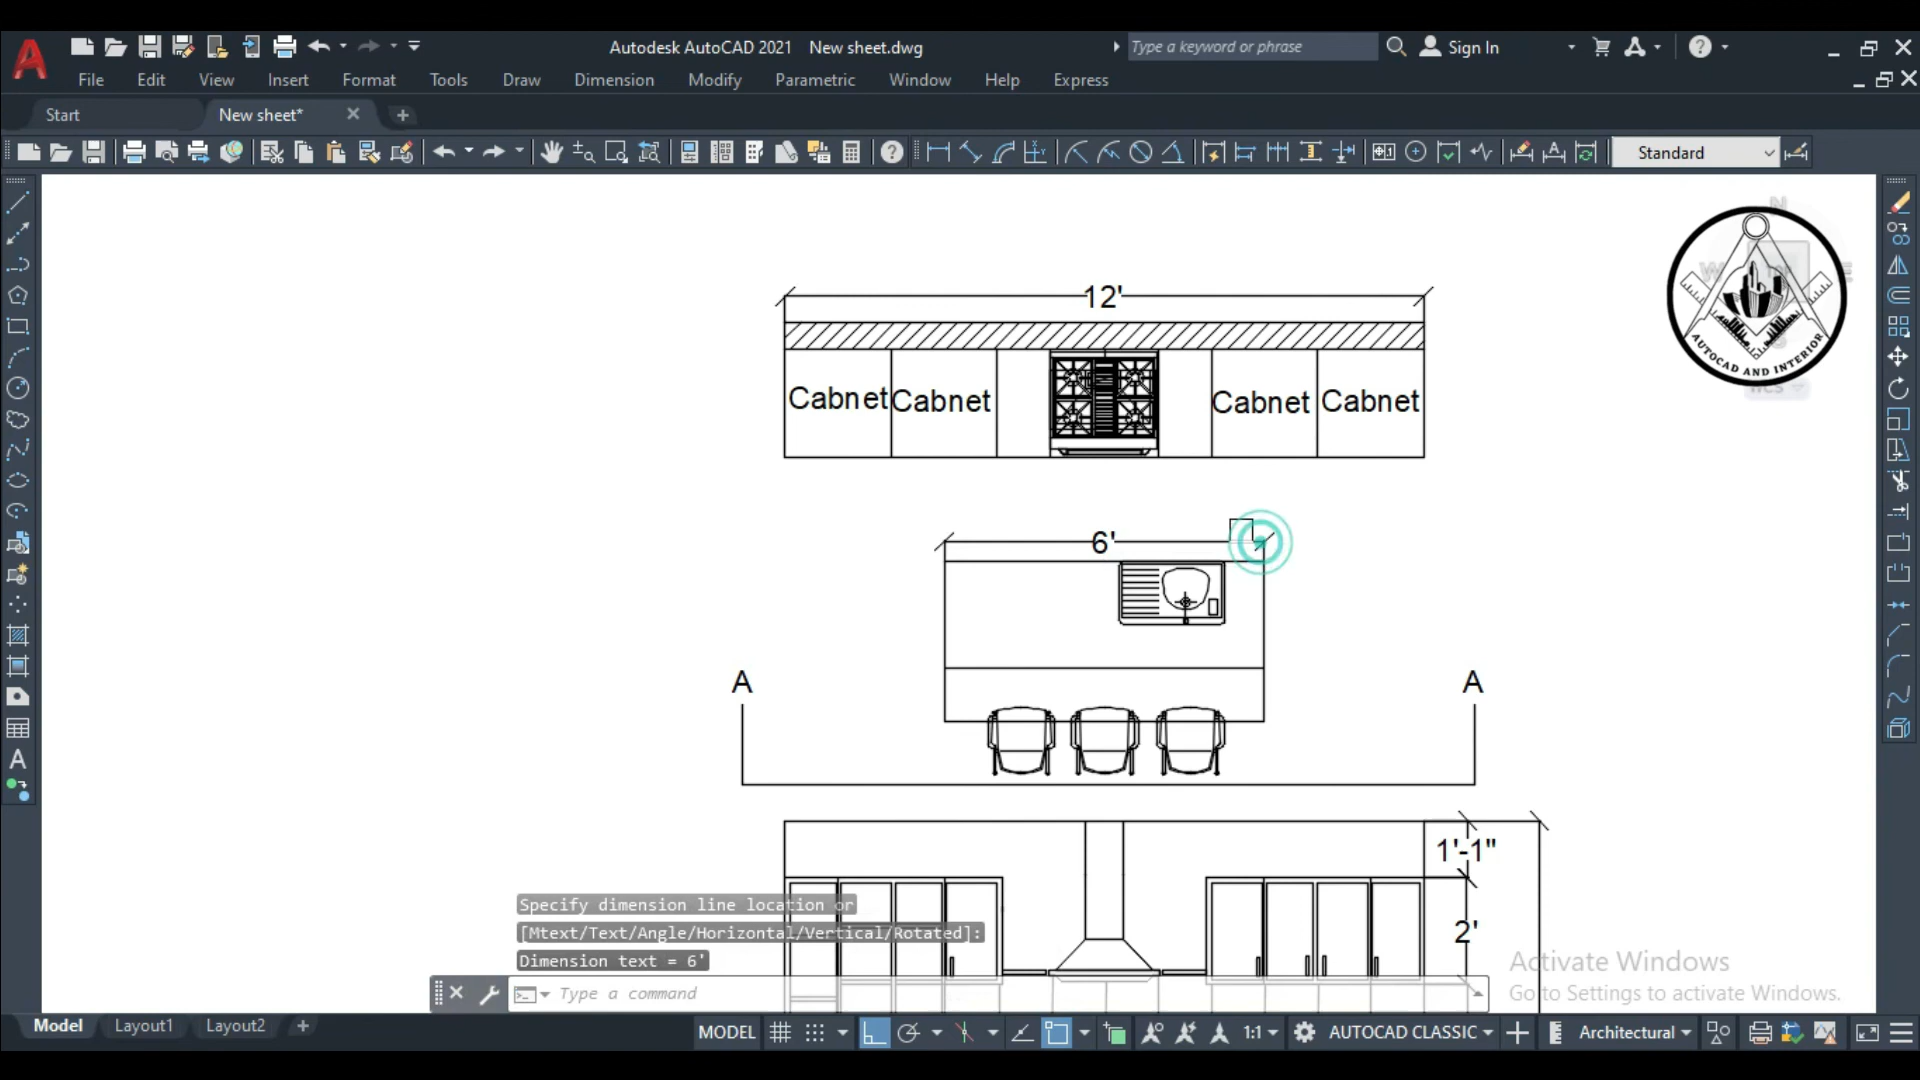 Autodesk AutoCAD 2021 New sheet.dwg
Type a keyword or phrase
Sign In
File Edit View Insert Format Tools Draw Dimension Modify Parametric Window Help Express
Start
New sheet*
Standard
12'
Cabnet Cabnet Cabnet Cabnet
AUTOCAD AND INTERIOR
6'
A A
1'-1"
2'
Specify dimension line location or
[Mtext/Text/Angle/Horizontal/Vertical/Rotated]:
Dimension text = 6'
Type a command
Activate Windows
Go to Settings to activate Windows.
Model Layout1 Layout2
MODEL
1:1
AUTOCAD CLASSIC
Architectural